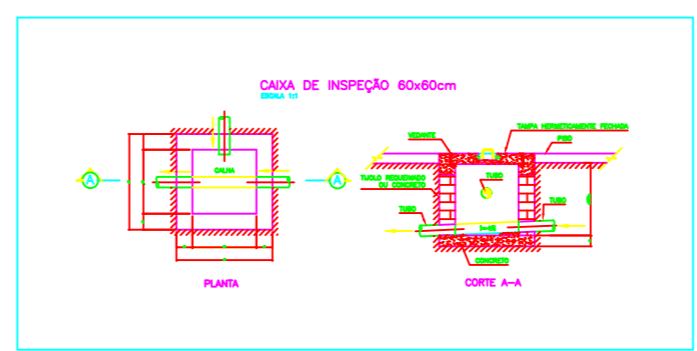 CAIXA DE INSPEÇÃO 60x60cm
ESCALA 1:1
CALHA
A
A
PLANTA
TAMPA HERMETICAMENTE FECHADA
VEDANTE
PISO
TIJOLO REQUEIMADO
OU CONCRETO
TUBO
TUBO
TUBO
CONCRETO
CORTE A-A